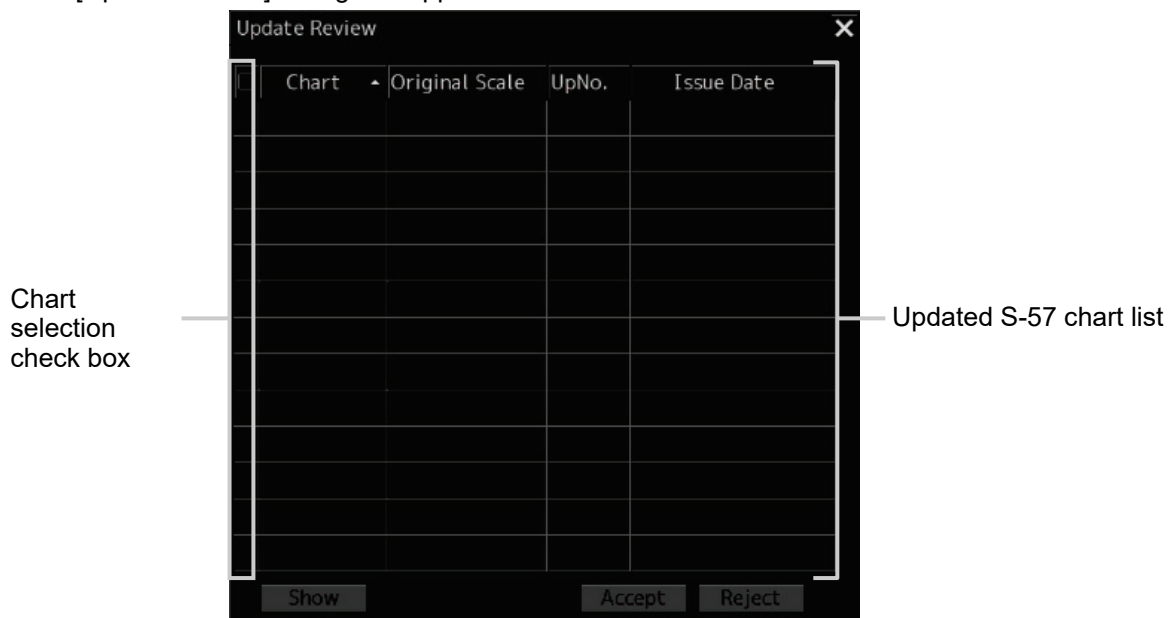 Update Review
Chart Original Scale UpNo. Issue Date
Chart
selection
check box
Updated S-57 chart list
Show Accept Reject